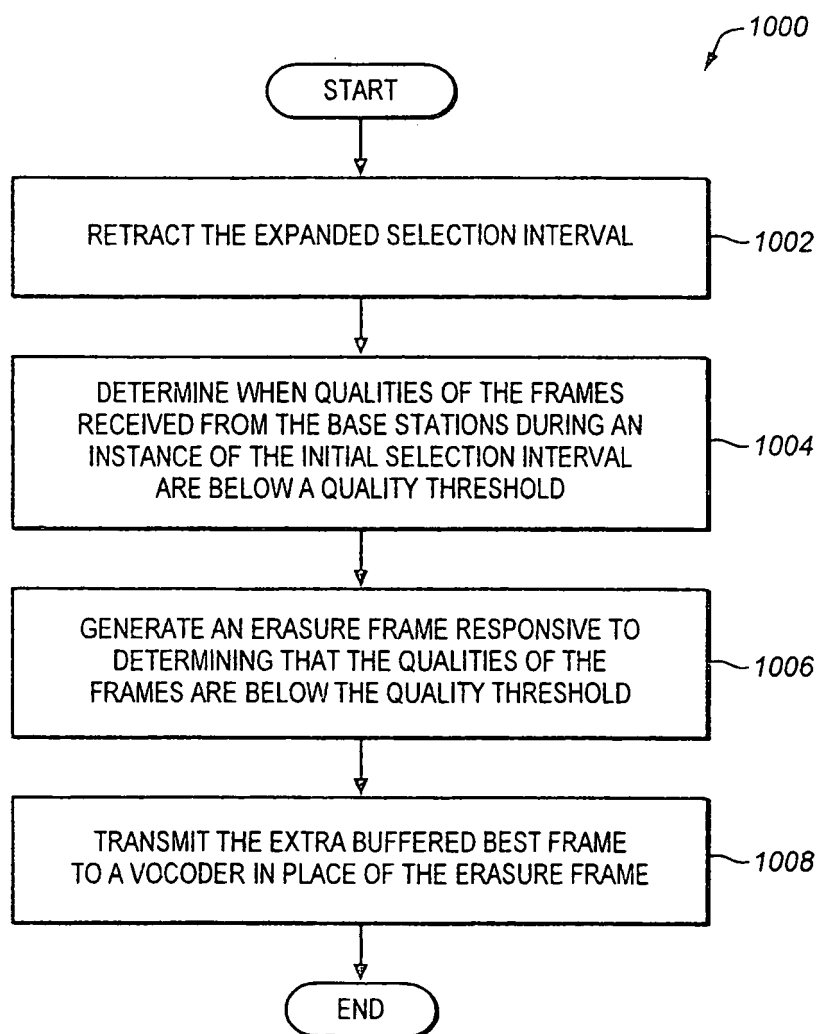 1000
START
RETRACT THE EXPANDED SELECTION INTERVAL
1002
DETERMINE WHEN QUALITIES OF THE FRAMES
RECEIVED FROM THE BASE STATIONS DURING AN
INSTANCE OF THE INITIAL SELECTION INTERVAL
ARE BELOW A QUALITY THRESHOLD
1004
GENERATE AN ERASURE FRAME RESPONSIVE TO
DETERMINING THAT THE QUALITIES OF THE
FRAMES ARE BELOW THE QUALITY THRESHOLD
1006
TRANSMIT THE EXTRA BUFFERED BEST FRAME
TO A VOCODER IN PLACE OF THE ERASURE FRAME
1008
END